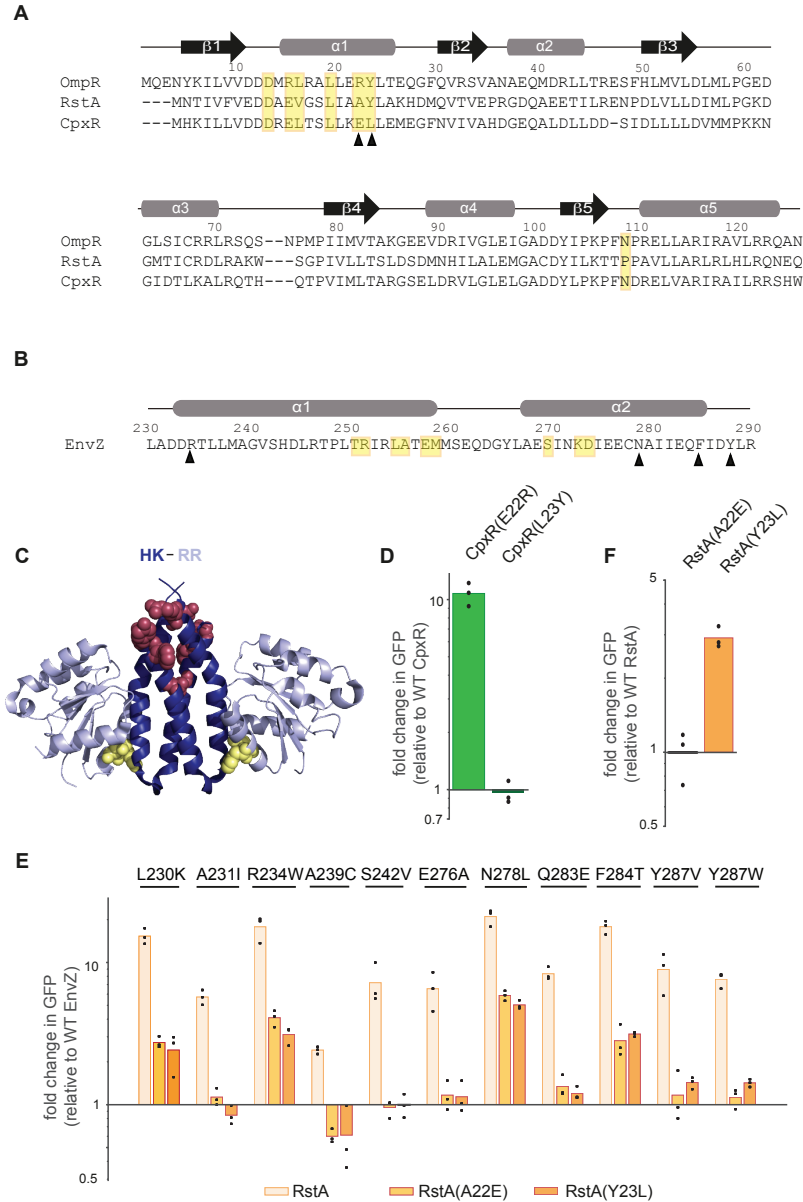 A
β1 α1 β2 α2 β3
10 20 30 40 50 60
OmpR MQENYKILVVDDDMRLRALLERYLTEQGFQVRSVANAEQMDRLLTRESFHLMVLDLMLPGED
RstA ---MNTIVFVEDDAEVGSLIAAYLAKHDMQVTVEPRGDQAEETILRENPDLVLLDIMLPGKD
CpxR ---MHKILLVDDDRELTSLLKELLEMEGFNVIVAHDGEQALDLLDD-SIDLLLLDVMMPKKN
α3 β4 α4 β5 α5
70 80 90 100 110 120
OmpR GLSICRRLRSQS--NPMPIIMVTAKGEEVDRIVGLEIGADDYIPKPFNPRELLARIRAVLRRQAN
RstA GMTICRDLRAKW---SGPIVLLTSLDSDMNHILALEMGACDYILKTTPPAVLLARLRLHLRQNEQ
CpxR GIDTLKALRQTH---QTPVIMLTARGSELDRVLGLELGADDYLPKPFNDRELVARIRAILRRSHW
B
α1 α2
230 240 250 260 270 280 290
EnvZ LADDRTLLMAGVSHDLRTPLTRIRLATEMMSEQDGYLAESINKDIEECNAIIEQFIDYLR
C
HK - RR
D
CpxR(E22R)
CpxR(L23Y)
fold change in GFP
(relative to WT CpxR)
10
1
0.7
F
RstA(A22E)
RstA(Y23L)
fold change in GFP
(relative to WT RstA)
5
1
0.5
E
L230K A231I R234W A239C S242V E276A N278L Q283E F284T Y287V Y287W
fold change in GFP
(relative to WT EnvZ)
10
1
0.5
RstA RstA(A22E) RstA(Y23L)